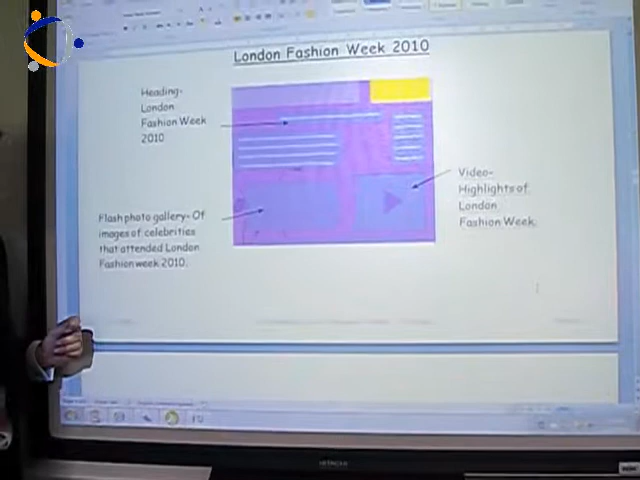 London Fashion Week 2010
Heading-
London
Fashion Week
2010
Video-
Highlights of
London
Fashion Week.
Flash photo gallery- Of
images of celebrities
that attended London
Fashion week 2010.
HITACHI